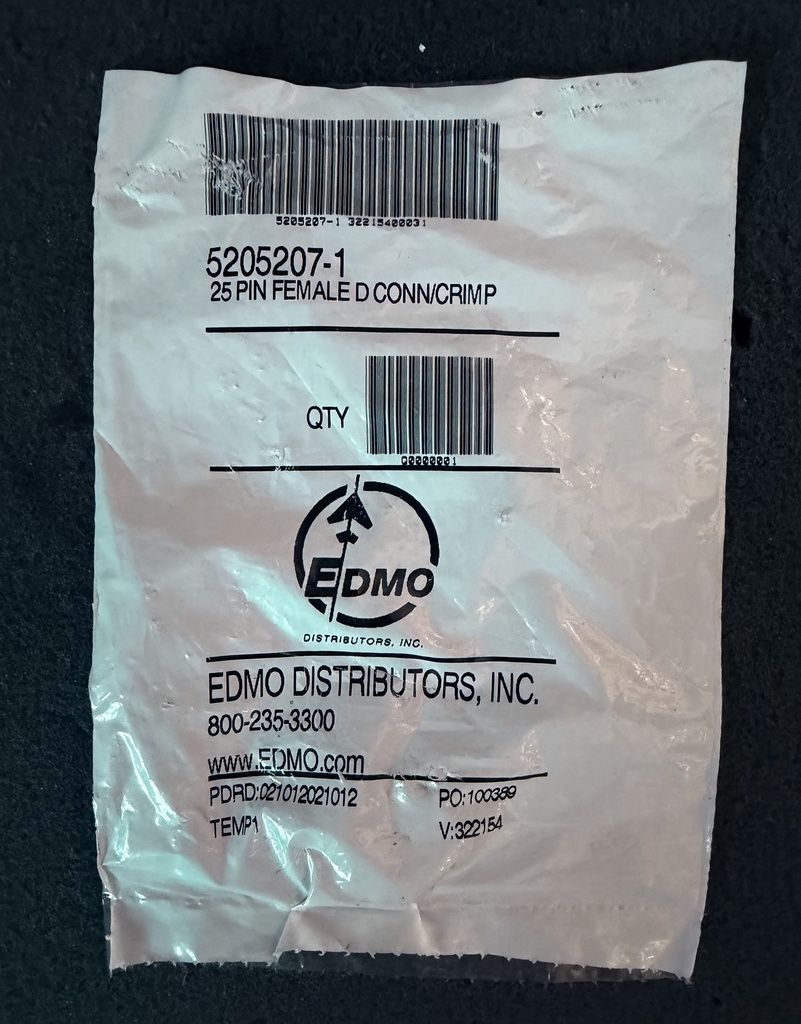 5205207-1 32215400031
5205207-1
25 PIN FEMALE D CONN/CRIMP
QTY
Q0000001
EDMO
DISTRIBUTORS, INC.
EDMO DISTRIBUTORS, INC.
800-235-3300
www.EDMO.com
PDRD:021012021012 PO:100389
TEMP1 V:322154